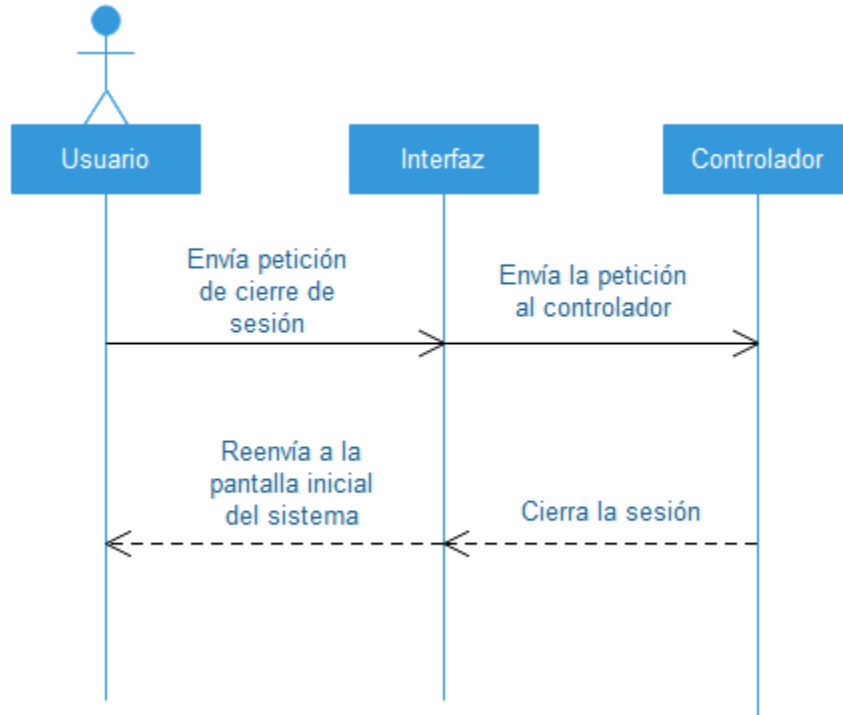 Usuario
Interfaz
Controlador
Envía petición
de cierre de
sesión
Envía la petición
al controlador
Reenvía a la
pantalla inicial
del sistema
Cierra la sesión